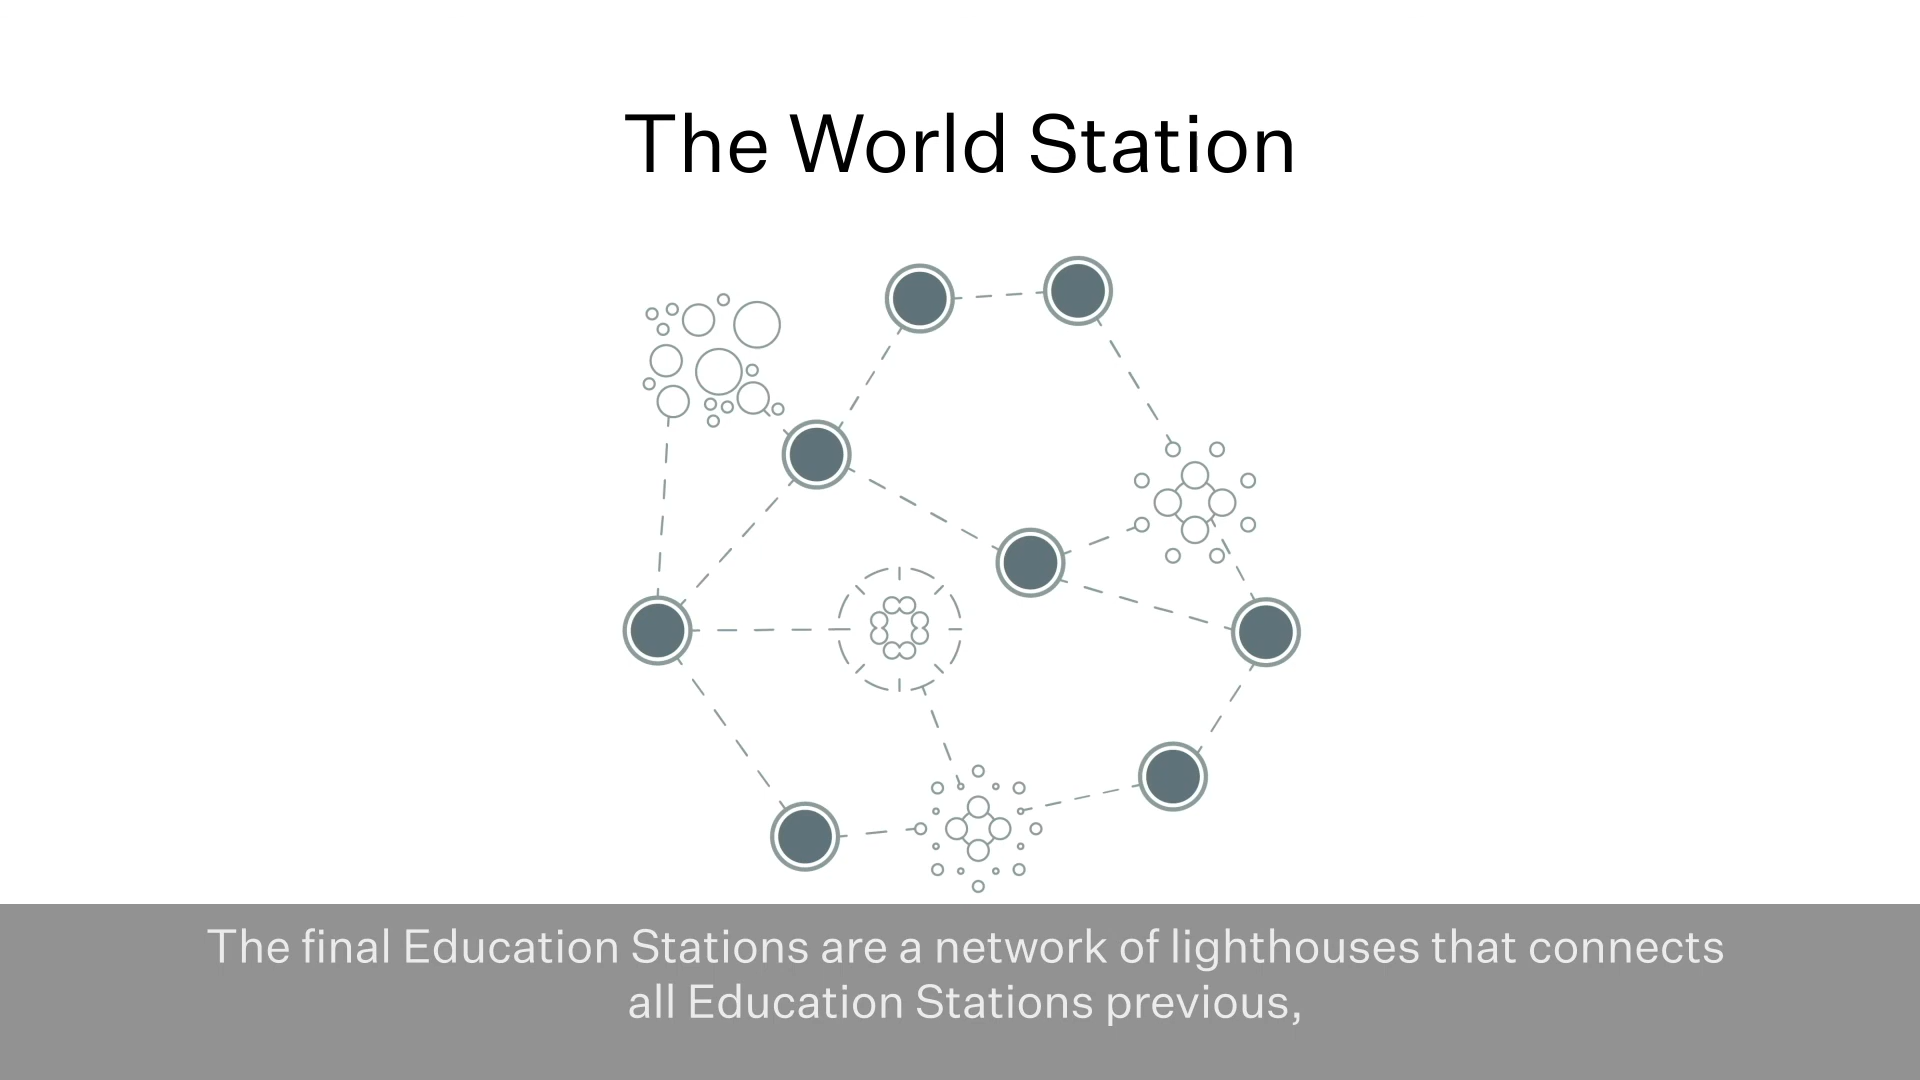 The World Station
The final Education Stations are a network of lighthouses that connects
all Education Stations previous,